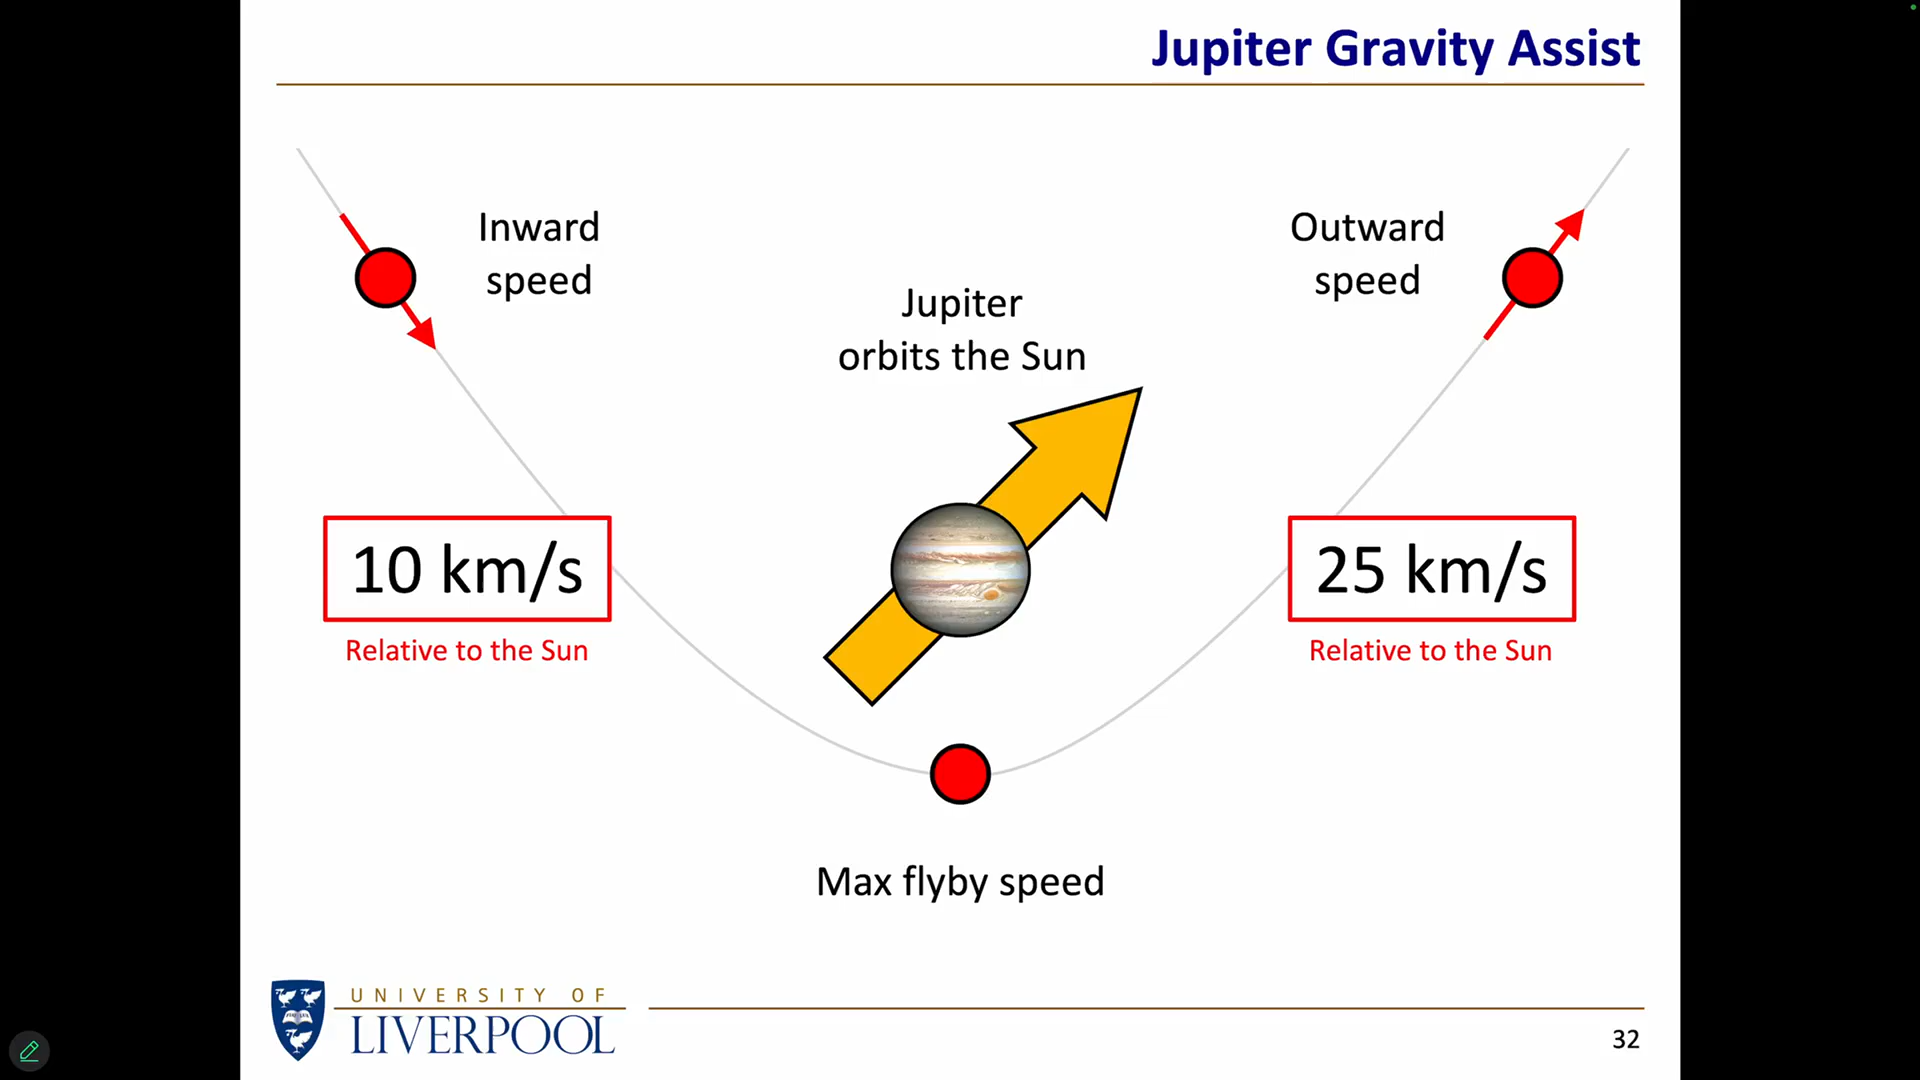 Jupiter Gravity Assist
Inward
speed
Outward
speed
Jupiter
orbits the Sun
10 km/s
Relative to the Sun
25 km/s
Relative to the Sun
Max flyby speed
UNIVERSITY OF
LIVERPOOL
32